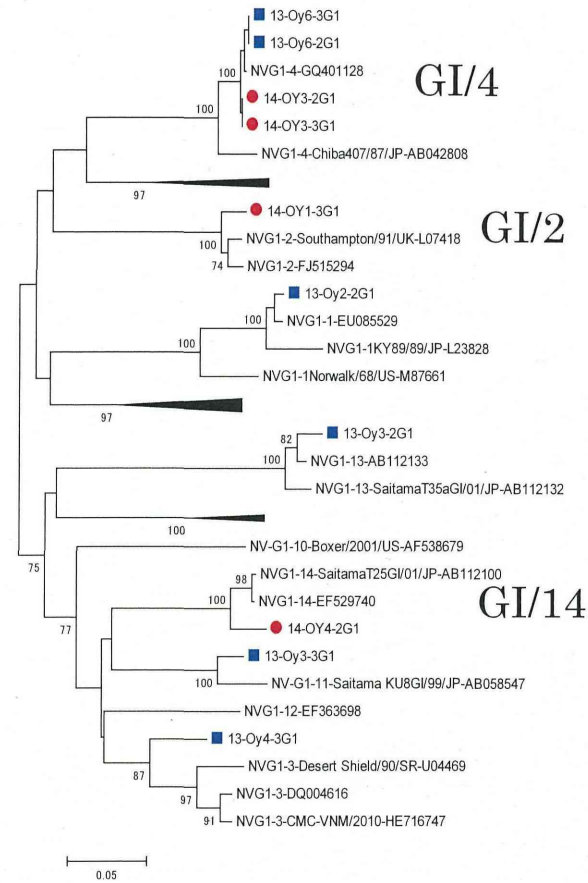 13-Oy6-3G1
13-Oy6-2G1
NVG1-4-GQ401128
100
GI/4
14-OY3-2G1
100
14-OY3-3G1
NVG1-4-Chiba407/87/JP-AB042808
97
14-OY1-3G1
GI/2
NVG1-2-Southampton/91/UK-L07418
100
NVG1-2-FJ515294
74
13-Oy2-2G1
NVG1-1-EU085529
100
NVG1-1KY89/89/JP-L23828
100
NVG1-1Norwalk/68/US-M87661
97
13-Oy3-2G1
82
NVG1-13-AB112133
100
NVG1-13-SaitamaT35aGI/01/JP-AB112132
100
NV-G1-10-Boxer/2001/US-AF538679
75
NVG1-14-SaitamaT25GI/01/JP-AB112100
98
NVG1-14-EF529740
100
GI/14
14-OY4-2G1
77
13-Oy3-3G1
NV-G1-11-Saitama KU8GI/99/JP-AB058547
100
NVG1-12-EF363698
13-Oy4-3G1
NVG1-3-Desert Shield/90/SR-U04469
87
NVG1-3-DQ004616
97
NVG1-3-CMC-VNM/2010-HE716747
91
0.05